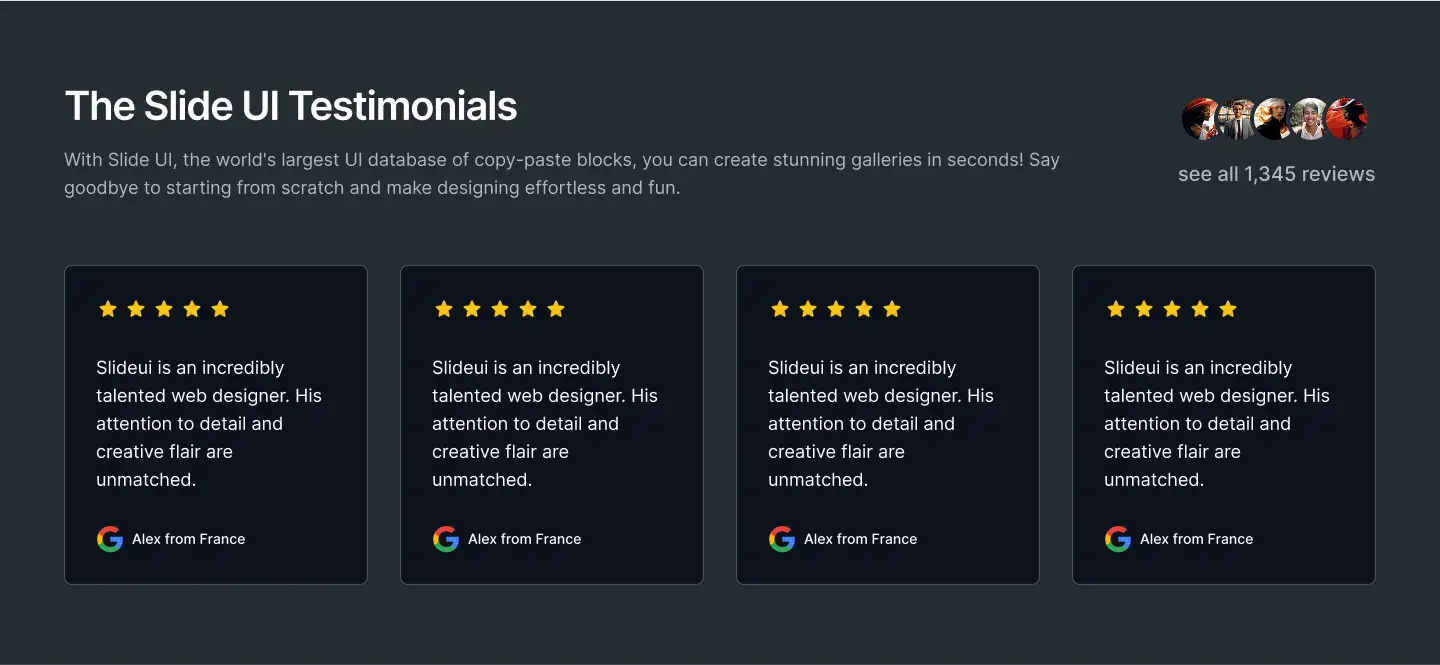 The Slide UI Testimonials
With Slide UI, the world's largest UI database of copy-paste blocks, you can create stunning galleries in seconds! Say
goodbye to starting from scratch and make designing effortless and fun.
see all 1,345 reviews
Slideui is an incredibly
talented web designer. His
attention to detail and
creative flair are
unmatched.
Alex from France
Slideui is an incredibly
talented web designer. His
attention to detail and
creative flair are
unmatched.
Alex from France
Slideui is an incredibly
talented web designer. His
attention to detail and
creative flair are
unmatched.
Alex from France
Slideui is an incredibly
talented web designer. His
attention to detail and
creative flair are
unmatched.
Alex from France